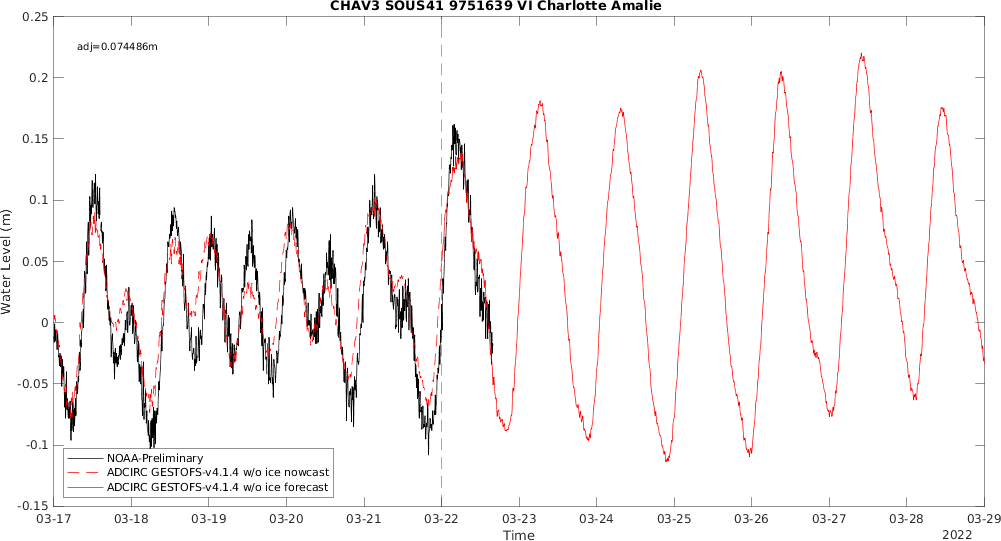 CHAV3 SOUS41 9751639 VI Charlotte Amalie
adj=0.074486m
Water Level (m)
0.25
0.2
0.15
0.1
0.05
0
-0.05
-0.1
-0.15
NOAA-Preliminary
ADCIRC GESTOFS-v4.1.4 w/o ice nowcast
ADCIRC GESTOFS-v4.1.4 w/o ice forecast
03-17 03-18 03-19 03-20 03-21 03-22 03-23 03-24 03-25 03-26 03-27 03-28 03-29
Time
2022